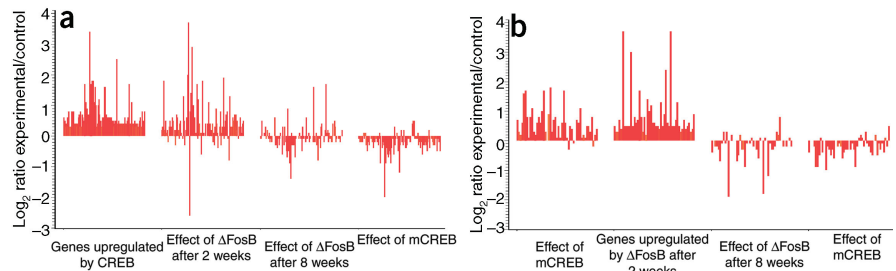 a
Log2 ratio experimental/control
4
3
2
1
0
−1
−2
−3
Genes upregulated
by CREB
Effect of ΔFosB
after 2 weeks
Effect of ΔFosB
after 8 weeks
Effect of mCREB
b
Log2 ratio experimental/control
4
3
2
1
0
−1
−2
−3
Effect of
mCREB
Genes upregulated
by ΔFosB after
2 weeks
Effect of ΔFosB
after 8 weeks
Effect of
mCREB